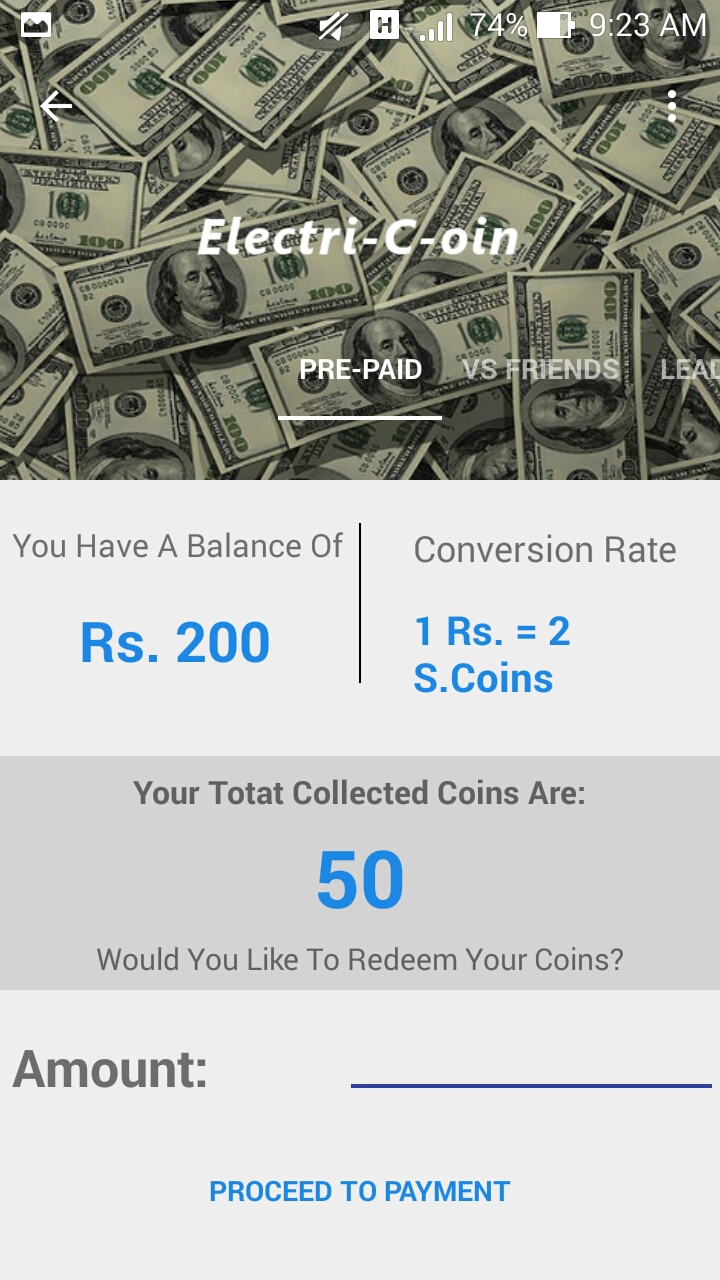 74% 9:23 AM
Electri-C-oin
PRE-PAID VS FRIENDS LEAD
You Have A Balance Of
Rs. 200
Conversion Rate
1 Rs. = 2
S.Coins
Your Totat Collected Coins Are:
50
Would You Like To Redeem Your Coins?
Amount:
PROCEED TO PAYMENT